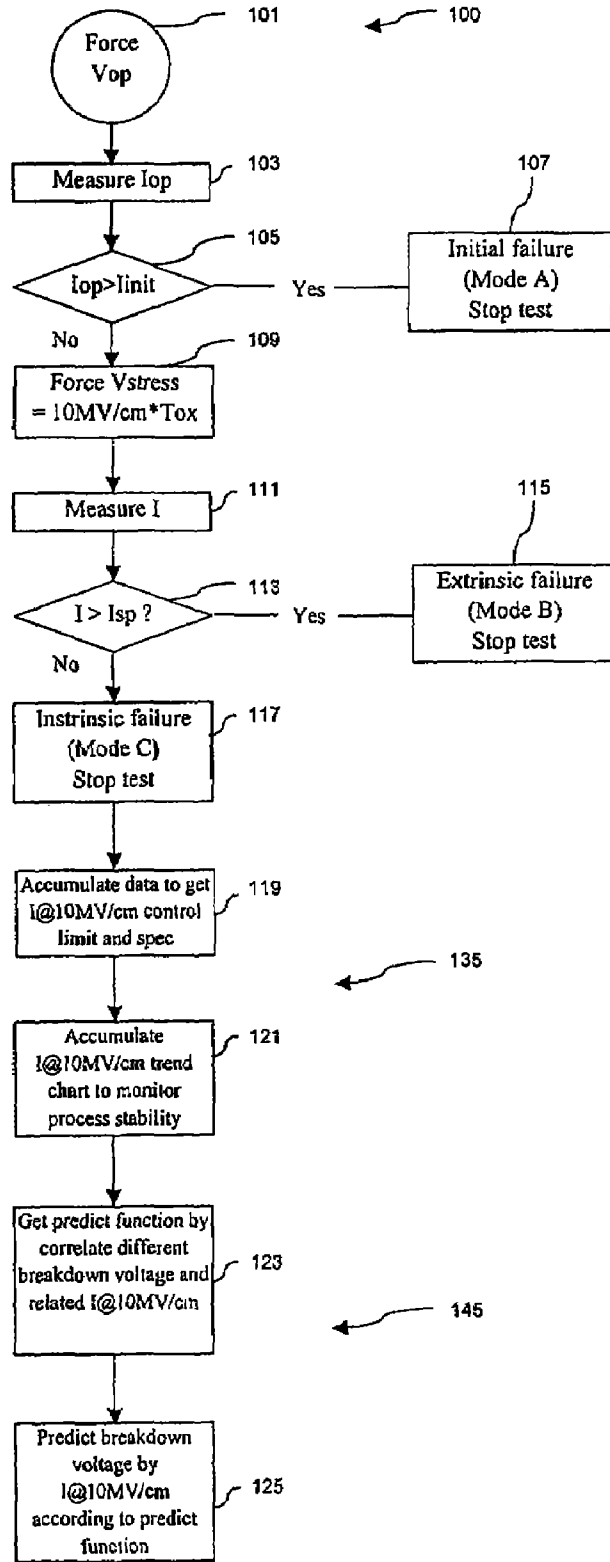 101
100
Force
Vop
103
Measure Iop
107
105
Initial failure
(Mode A)
Stop test
Iop>Iinit
Yes
No
109
Force Vstress
= 10MV/cm*Tox
111
Measure I
115
113
Extrinsic failure
(Mode B)
Stop test
I > Isp ?
Yes
No
Instrinsic failure
(Mode C)
Stop test
117
Accumulate data to get
I@10MV/cm control
limit and spec
119
135
Accumulate
I@10MV/cm trend
chart to monitor
process stability
121
Get predict function by
correlate different
breakdown voltage and
related I@10MV/cm
123
145
Predict breakdown
voltage by
I@10MV/cm
according to predict
function
125